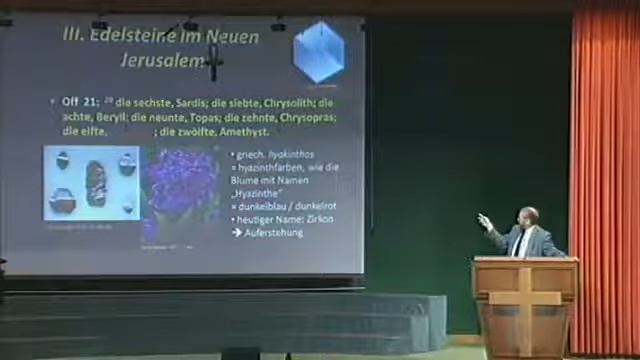 III. Edelsteine im Neuen
Jerusalem
• Off 21: 20 die sechste, Sardis; die siebte, Chrysolith; die
achte, Beryll; die neunte, Topas; die zehnte, Chrysopras;
die elfte, ; die zwölfte, Amethyst.
• griech. hyakinthos
= hyazinthfarben, wie die
Blume mit Namen
„Hyazinthe"
= dunkelblau / dunkelrot
• heutiger Name: Zirkon
→ Auferstehung